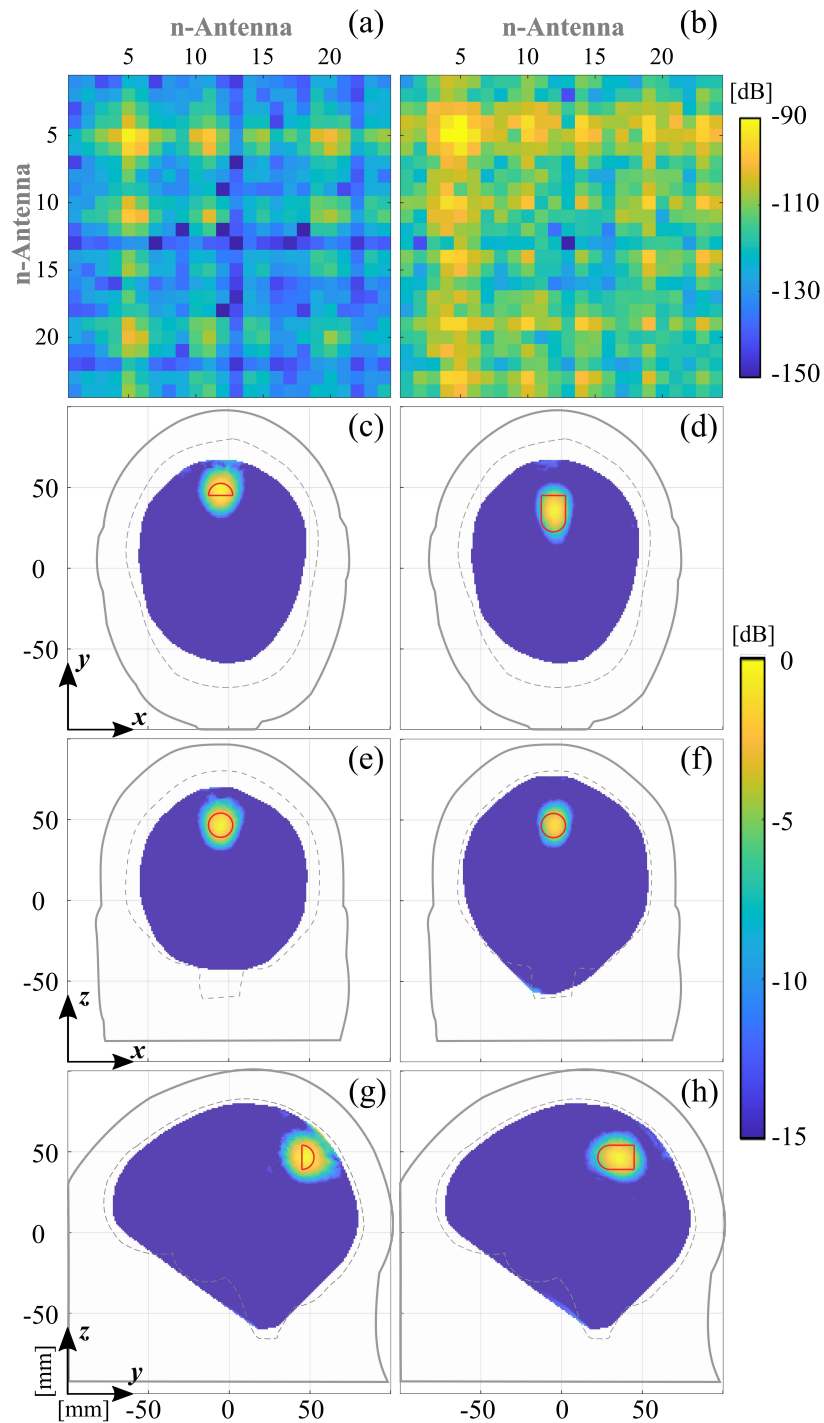 n-Antenna (a) n-Antenna (b)
5 10 15 20 5 10 15 20
[dB]
n-Antenna
5
10
15
20
-90
-110
-130
-150
(c) (d)
50
0
-50
y
x
[dB]
0
-5
-10
-15
(e) (f)
50
0
-50
z
x
(g) (h)
50
0
-50
z
[mm]
y
[mm] -50 0 50 -50 0 50